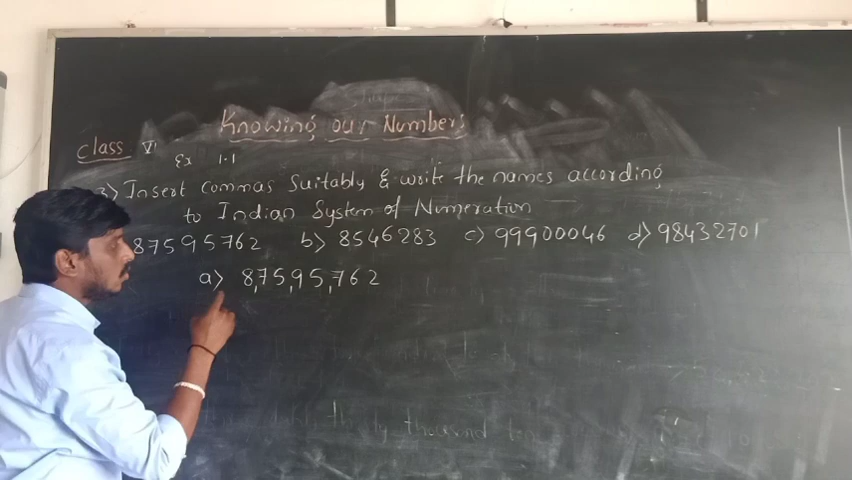 Knowing our Numbers
Class VI
Ex 1.1
3) Insert Commas Suitably & write the names according
to Indian System of Numeration
87595762 b) 8546283 c) 99900046 d) 98432701
a) 8,75,95,762
thousand